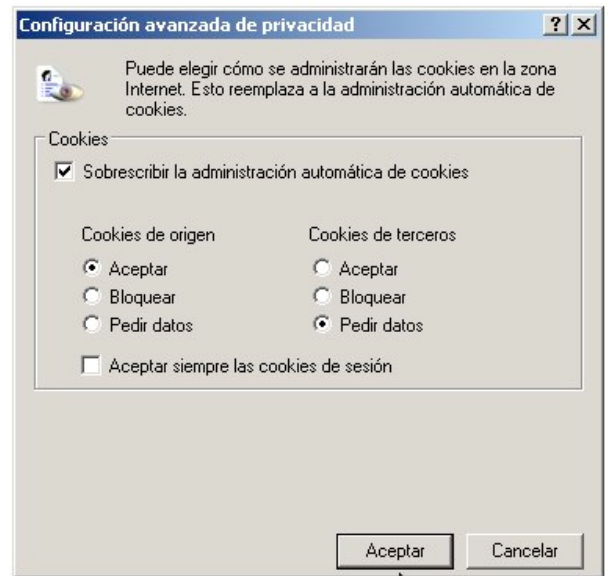 Configuración avanzada de privacidad
Puede elegir cómo se administrarán las cookies en la zona
Internet. Esto reemplaza a la administración automática de
cookies.
Cookies
Sobrescribir la administración automática de cookies
Cookies de origen Cookies de terceros
Aceptar Aceptar
Bloquear Bloquear
Pedir datos Pedir datos
Aceptar siempre las cookies de sesión
Aceptar Cancelar